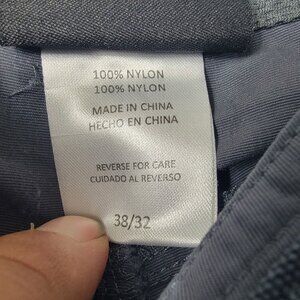 100% NYLON
100% NYLON
MADE IN CHINA
HECHO EN CHINA
REVERSE FOR CARE
CUIDADO AL REVERSO
38/32